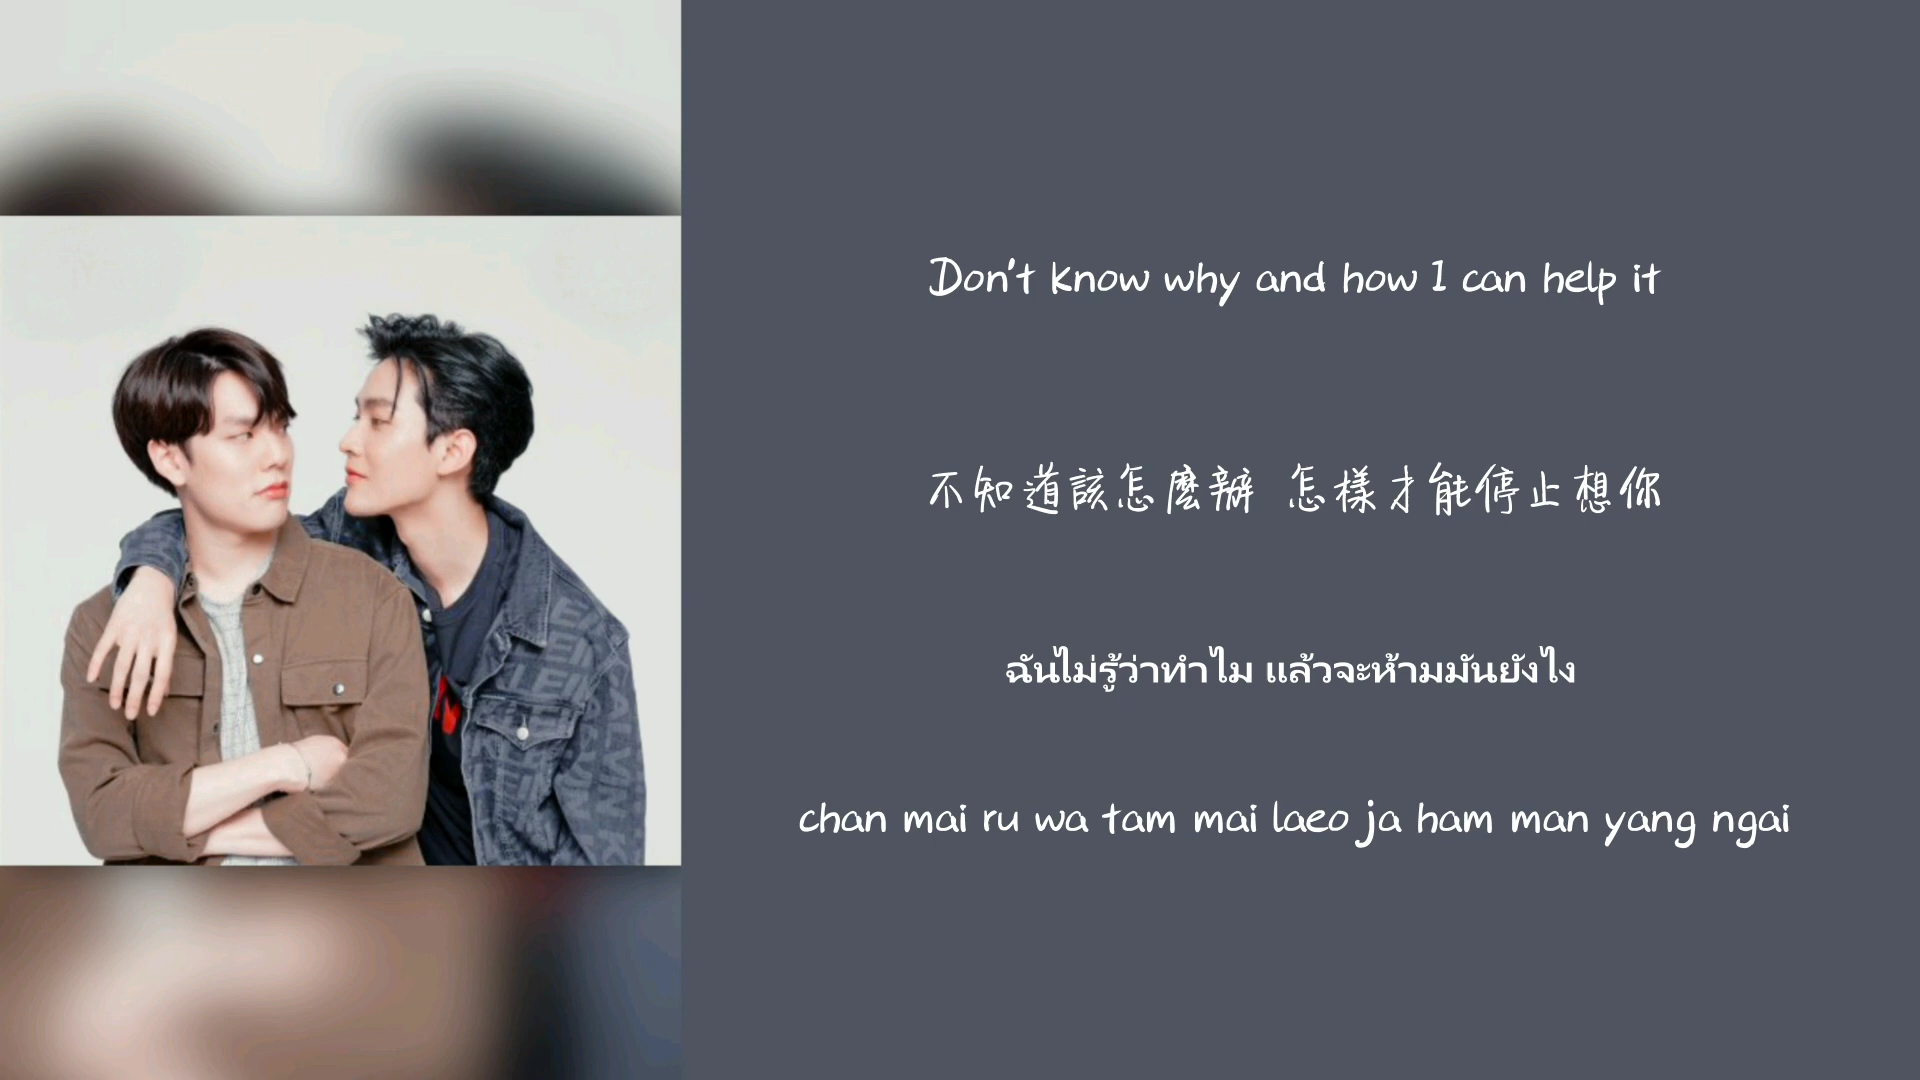 Don't know why and how I can help it
不知道該怎麼辦 怎樣才能停止想你
ฉันไม่รู้ว่าทำไม แล้วจะห้ามมันยังไง
chan mai ru wa tam mai laeo ja ham man yang ngai